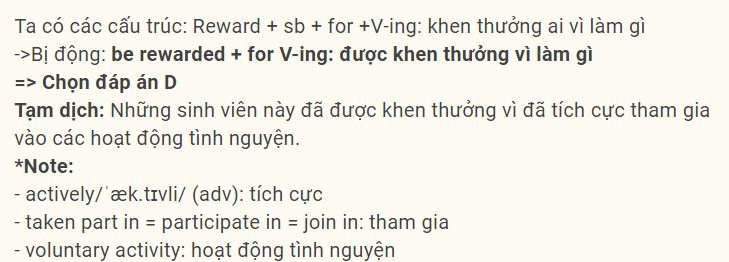 Ta có các cấu trúc: Reward + sb + for +V-ing: khen thưởng ai vì làm gì
->Bị động: be rewarded + for V-ing: được khen thưởng vì làm gì
=> Chọn đáp án D
Tạm dịch: Những sinh viên này đã được khen thưởng vì đã tích cực tham gia
vào các hoạt động tình nguyện.
*Note:
- actively/ˈæk.tɪvli/ (adv): tích cực
- taken part in = participate in = join in: tham gia
- voluntary activity: hoạt động tình nguyện